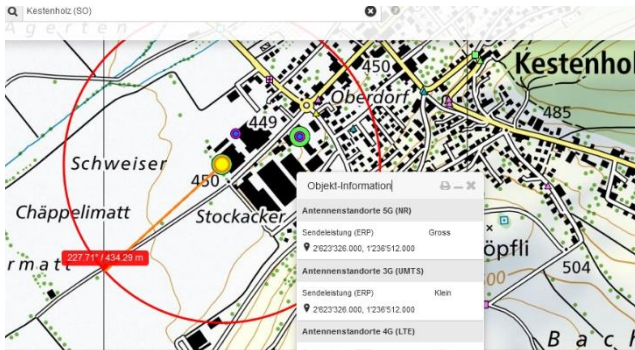 Kestenholz (SO)
Agerten
450
Kestenhol
Oberdorf
449
485
Schweiser
450
Chäppelimatt
Stockacker
Objekt-Information
Antennenstandorte 5G (NR)
Sendeleistung (ERP) Gross
2'623'326.000, 1'236'512.000
öpfli
227.71° / 434.29 m
rmatt
Antennenstandorte 3G (UMTS)
500
504
Sendeleistung (ERP) Klein
2'623'326.000, 1'236'512.000
Antennenstandorte 4G (LTE)
Bach